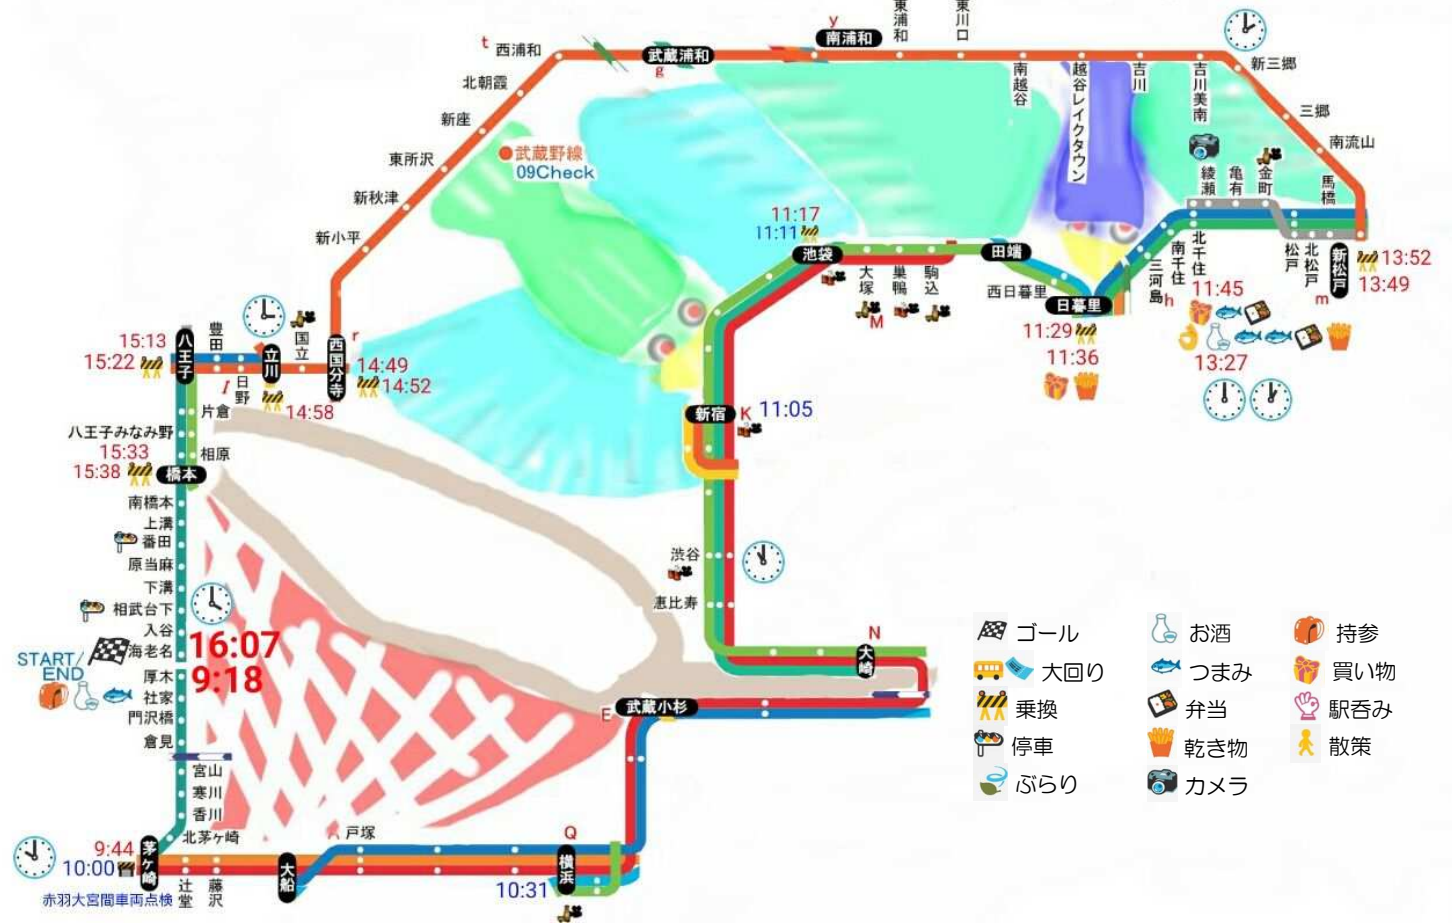 東浦和
東川口
y
南浦和
t
西浦和
武蔵浦和
g
北朝霞
新座
東所沢
新秋津
新小平
武蔵野線
09Check
南越谷
越谷レイクタウン
吉川
吉川美南
新三郷
三郷
南流山
綾瀬
亀有
金町
馬橋
松戸
北松戸
新松戸
m
13:52
13:49
北千住
南千住
三河島
h
11:45
13:27
11:17
11:11
池袋
大塚
巣鴨
駒込
M
田端
西日暮里
日暮里
11:29
11:36
15:13
15:22
八王子
豊田
日野
I
立川
国立
西国分寺
r
14:49
14:52
14:58
片倉
八王子みなみ野
相原
15:33
15:38
橋本
南橋本
上溝
番田
原当麻
下溝
相武台下
入谷
海老名
16:07
9:18
START/
END
厚木
社家
門沢橋
倉見
宮山
寒川
香川
北茅ヶ崎
9:44
10:00
茅ヶ崎
赤羽大宮間車両点検
辻堂
藤沢
大船
戸塚
Q
横浜
10:31
新宿
K
11:05
渋谷
恵比寿
N
大崎
E
武蔵小杉
ゴール
お酒
持参
大回り
つまみ
買い物
乗換
弁当
駅呑み
停車
乾き物
散策
ぶらり
カメラ